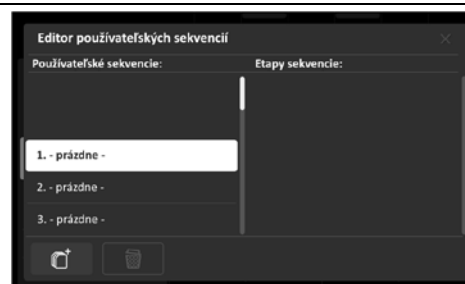 Editor používateľských sekvencií
Používateľské sekvencie:
Etapy sekvencie:
1. - prázdne -
2. - prázdne -
3. - prázdne -